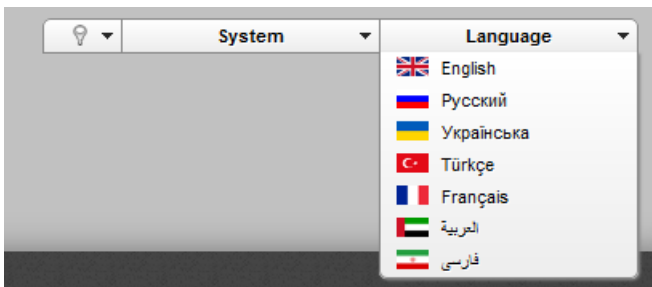 System
Language
English
Русский
Українська
Türkçe
Français
العربية
فارسی